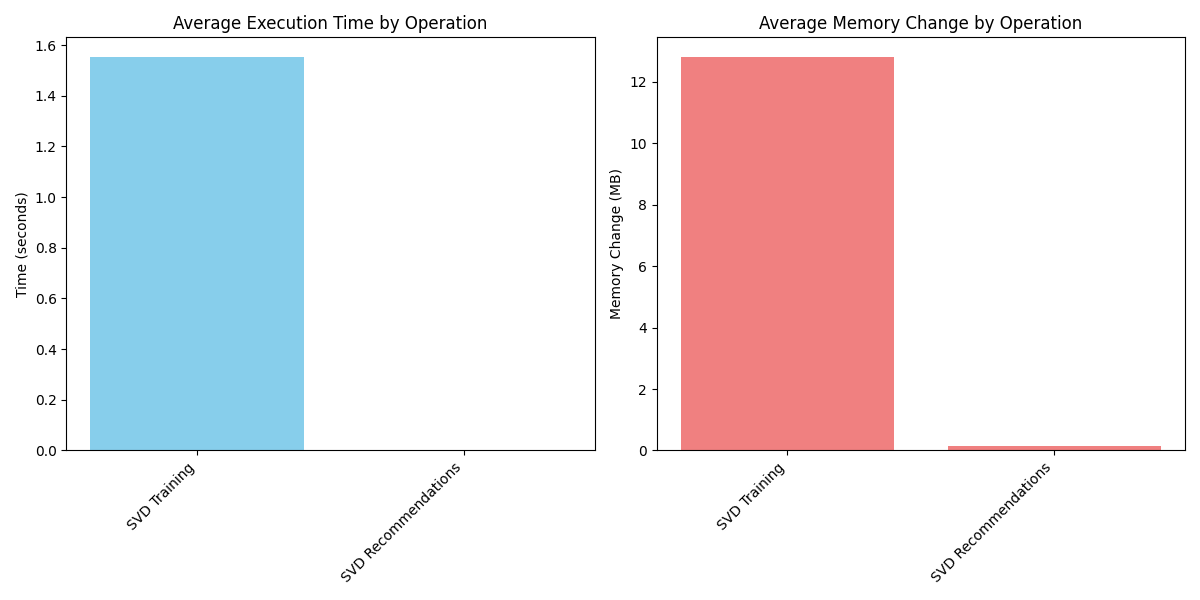 Average Execution Time by Operation
Time (seconds)
1.6
1.4
1.2
1.0
0.8
0.6
0.4
0.2
0.0
SVD Training
SVD Recommendations
Average Memory Change by Operation
Memory Change (MB)
12
10
8
6
4
2
0
SVD Training
SVD Recommendations